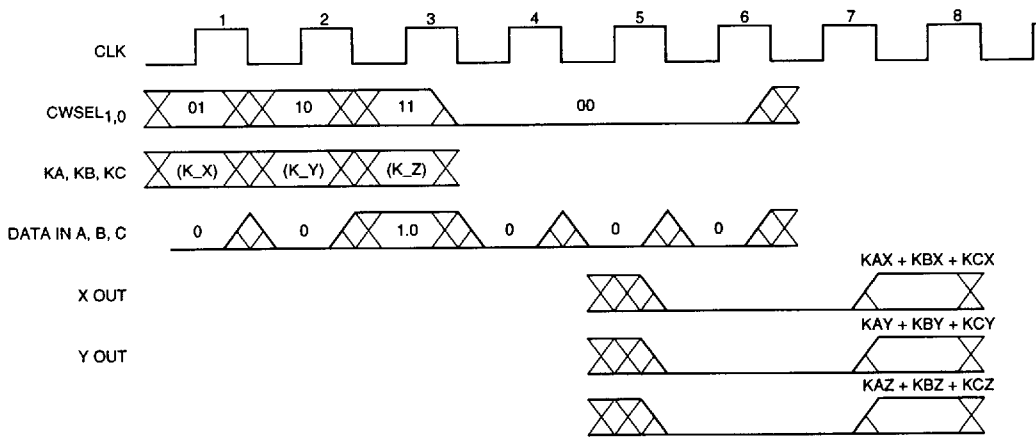 1 2 3 4 5 6 7 8
CLK
CWSEL1,0 01 10 11 00
KA, KB, KC (K_X) (K_Y) (K_Z)
DATA IN A, B, C 0 0 1.0 0 0 0
KAX + KBX + KCX
X OUT
KAY + KBY + KCY
Y OUT
KAZ + KBZ + KCZ